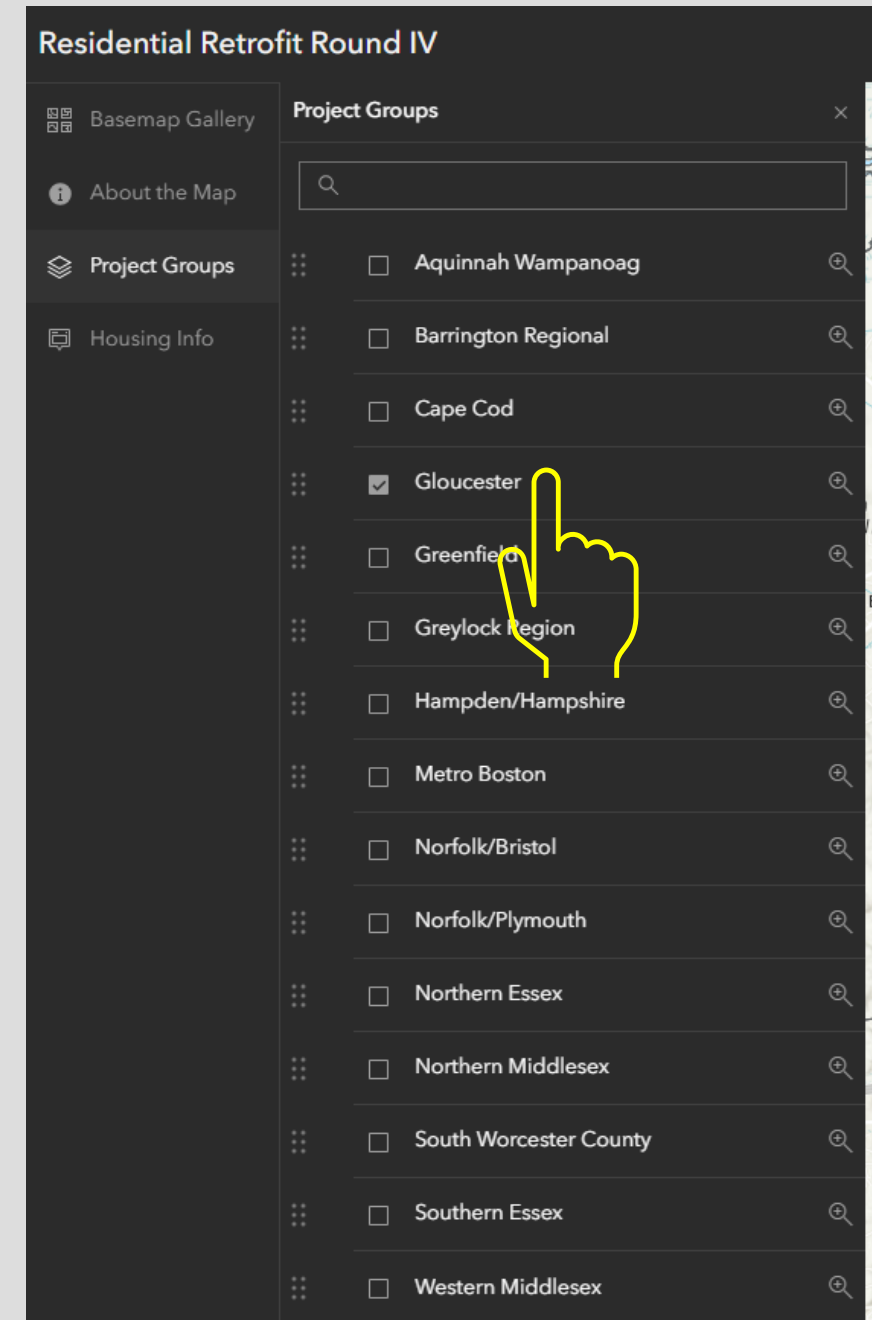 Residential Retrofit Round IV
Basemap Gallery
About the Map
Project Groups
Housing Info
Project Groups
Aquinnah Wampanoag
Barrington Regional
Cape Cod
Gloucester
Greenfield
Greylock Region
Hampden/Hampshire
Metro Boston
Norfolk/Bristol
Norfolk/Plymouth
Northern Essex
Northern Middlesex
South Worcester County
Southern Essex
Western Middlesex